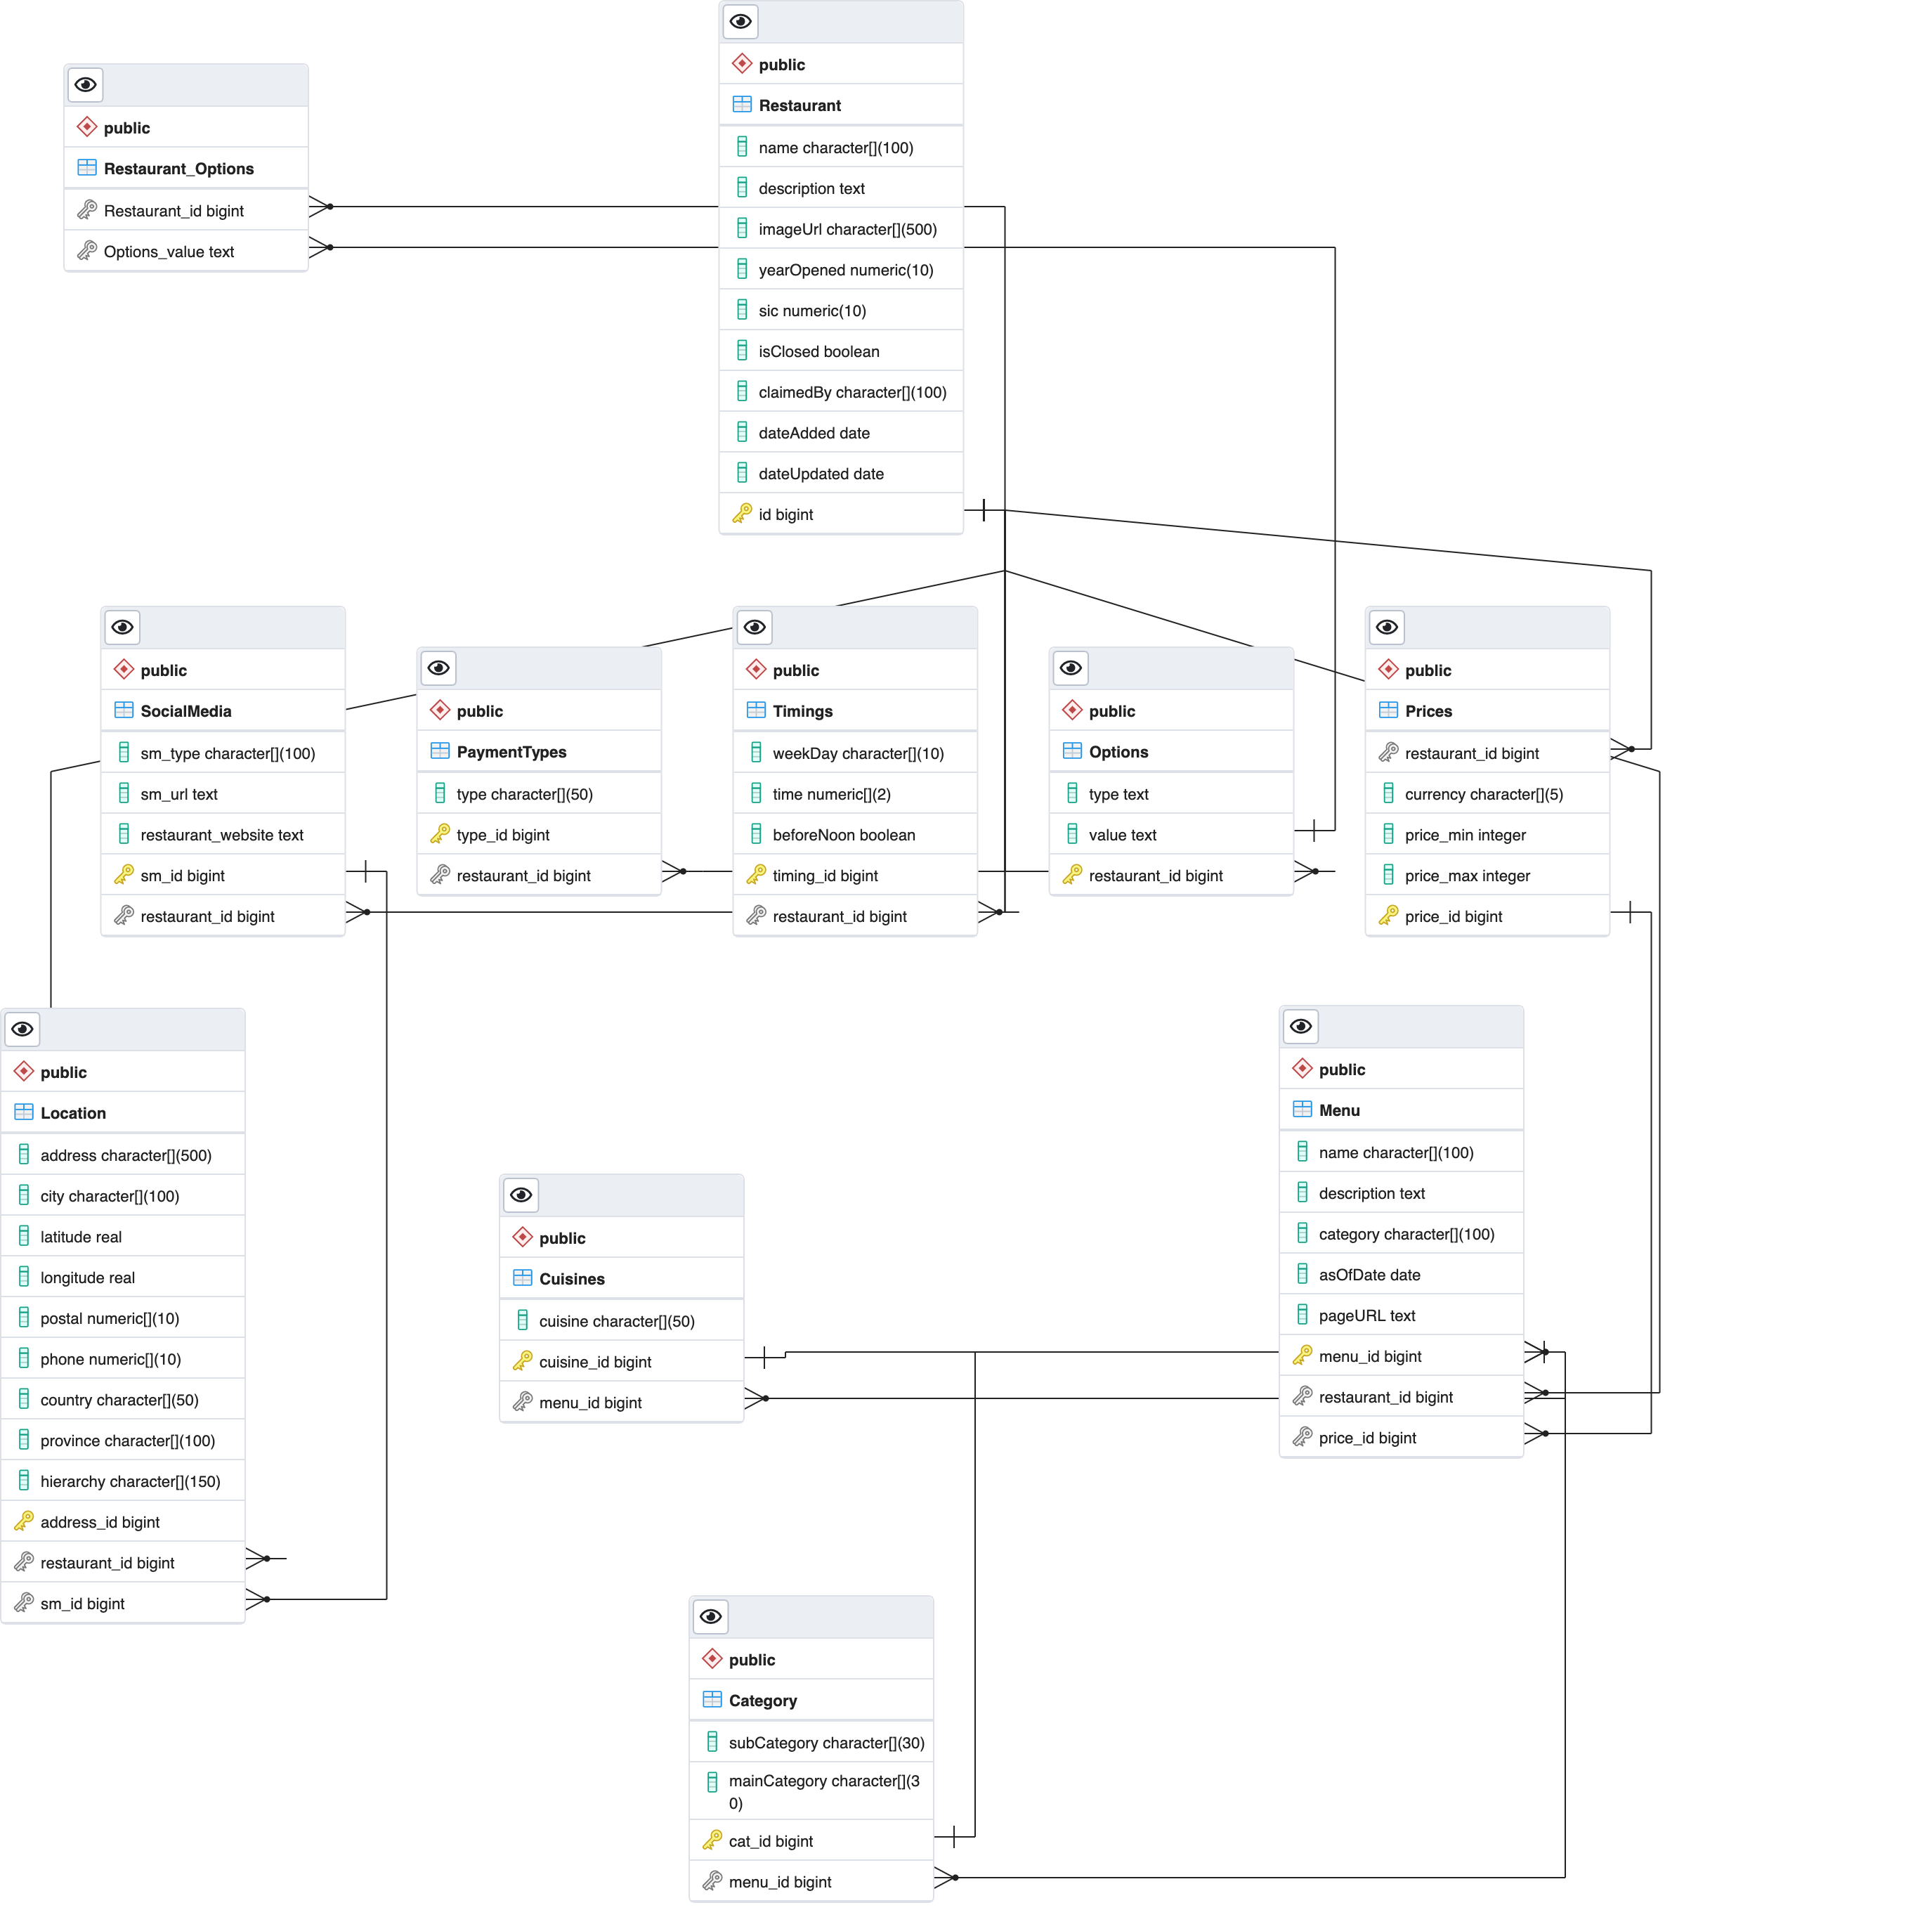 public
Restaurant
name character[](100)
description text
imageUrl character[](500)
yearOpened numeric(10)
sic numeric(10)
isClosed boolean
claimedBy character[](100)
dateAdded date
dateUpdated date
id bigint
public
Restaurant_Options
Restaurant_id bigint
Options_value text
public
SocialMedia
sm_type character[](100)
sm_url text
restaurant_website text
sm_id bigint
restaurant_id bigint
public
PaymentTypes
type character[](50)
type_id bigint
restaurant_id bigint
public
Timings
weekDay character[](10)
time numeric[](2)
beforeNoon boolean
timing_id bigint
restaurant_id bigint
public
Options
type text
value text
restaurant_id bigint
public
Prices
restaurant_id bigint
currency character[](5)
price_min integer
price_max integer
price_id bigint
public
Location
address character[](500)
city character[](100)
latitude real
longitude real
postal numeric[](10)
phone numeric[](10)
country character[](50)
province character[](100)
hierarchy character[](150)
address_id bigint
restaurant_id bigint
sm_id bigint
public
Cuisines
cuisine character[](50)
cuisine_id bigint
menu_id bigint
public
Menu
name character[](100)
description text
category character[](100)
asOfDate date
pageURL text
menu_id bigint
restaurant_id bigint
price_id bigint
public
Category
subCategory character[](30)
mainCategory character[](3
0)
cat_id bigint
menu_id bigint